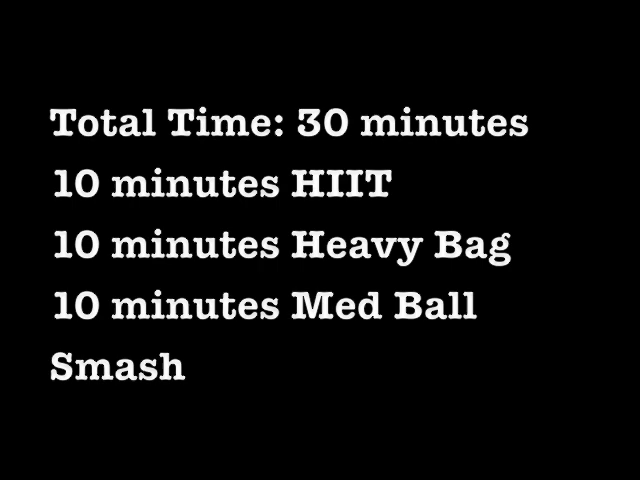 Total Time: 30 minutes
10 minutes HIIT
10 minutes Heavy Bag
10 minutes Med Ball
Smash